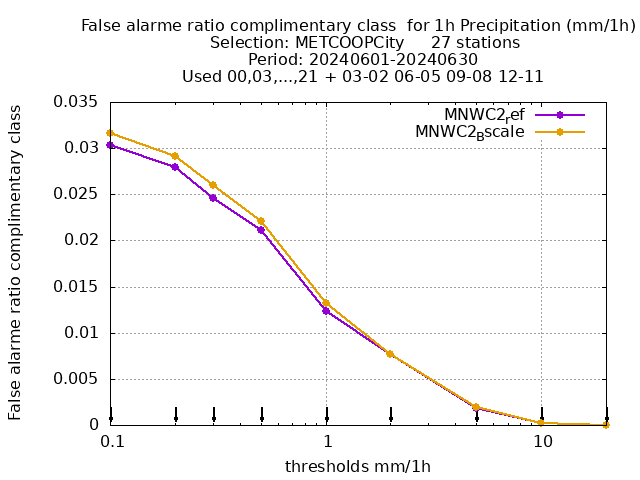 False alarme ratio complimentary class  for 1h Precipitation (mm/1h)
Selection: METCOOPCity     27 stations
Period: 20240601-20240630
Used 00,03,...,21 + 03-02 06-05 09-08 12-11
MNWC2ref
MNWC2Bscale
False alarme ratio complimentary class
0.035
0.03
0.025
0.02
0.015
0.01
0.005
0
0.1 1 10
thresholds mm/1h